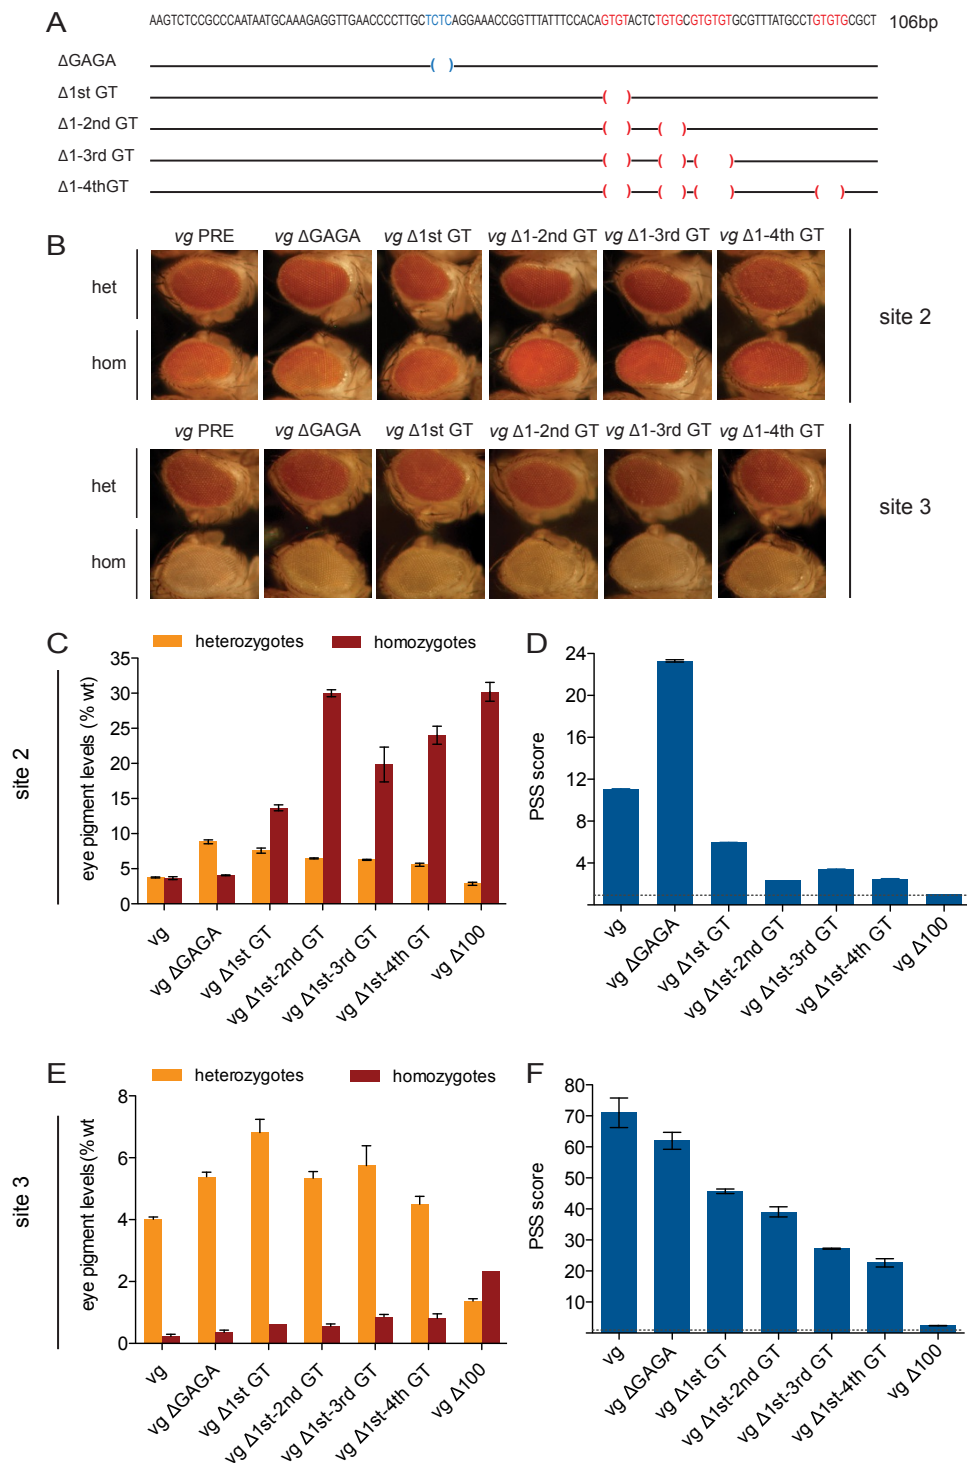 A
AAGTCTCCGCCCAATAATGCAAAGAGGTTGAACCCCTTGCTCTCAGGAAACCGGTTTATTTCCACAGTGTACTCTGTGCGTGTGTGCGTTTATGCCTGTGTGCGCT 106bp
ΔGAGA ( )
Δ1st GT ( )
Δ1-2nd GT ( ) ( )
Δ1-3rd GT ( ) ( ) ( )
Δ1-4thGT ( ) ( ) ( ) ( )
B
vg PRE vg ΔGAGA vg Δ1st GT vg Δ1-2nd GT vg Δ1-3rd GT vg Δ1-4th GT
het
hom
site 2
vg PRE vg ΔGAGA vg Δ1st GT vg Δ1-2nd GT vg Δ1-3rd GT vg Δ1-4th GT
het
hom
site 3
C
heterozygotes homozygotes
site 2
eye pigment levels (% wt)
35
30
25
20
15
10
5
0
vg
vg ΔGAGA
vg Δ1st GT
vg Δ1st-2nd GT
vg Δ1st-3rd GT
vg Δ1st-4th GT
vg Δ100
D
PSS score
24
20
16
12
8
4
vg
vg ΔGAGA
vg Δ1st GT
vg Δ1st-2nd GT
vg Δ1st-3rd GT
vg Δ1st-4th GT
vg Δ100
E
heterozygotes homozygotes
site 3
eye pigment levels (% wt
8
6
4
2
0
vg
vg ΔGAGA
vg Δ1st GT
vg Δ1st-2nd GT
vg Δ1st-3rd GT
vg Δ1st-4th GT
vg Δ100
F
PSS score
80
70
60
50
40
30
20
10
vg
vg ΔGAGA
vg Δ1st GT
vg Δ1st-2nd GT
vg Δ1st-3rd GT
vg Δ1st-4th GT
vg Δ100